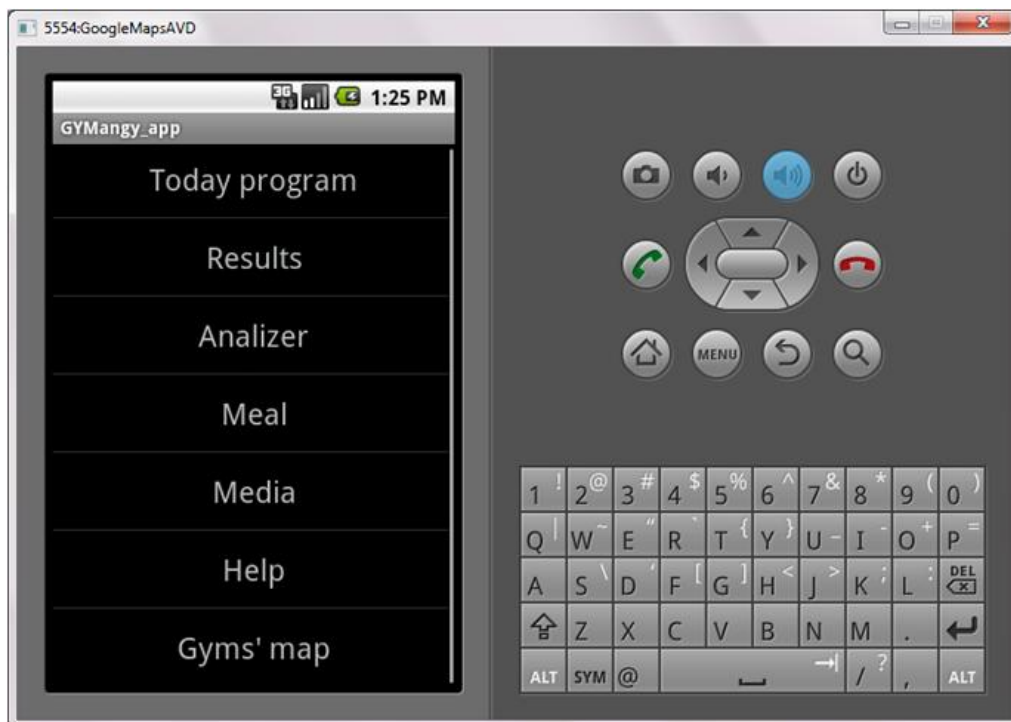 5554:GoogleMapsAVD
3G 1:25 PM
GYMangy_app
Today program
Results
Analizer
Meal
Media
Help
Gyms' map
MENU
1 ! 2 @ 3 # 4 $ 5 % 6 ^ 7 & 8 * 9 ( 0 )
Q | W ~ E “ R ` T { Y } U _ I - O + P =
A S \ D ‘ F [ G ] H < J > K ; L : DEL
Z X C V B N M .
ALT SYM @ / ? , ALT